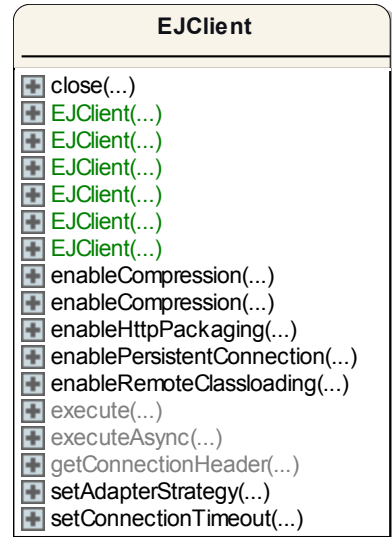 EJClient
close(...)
EJClient(...)
EJClient(...)
EJClient(...)
EJClient(...)
EJClient(...)
EJClient(...)
enableCompression(...)
enableCompression(...)
enableHttpPackaging(...)
enablePersistentConnection(...)
enableRemoteClassloading(...)
execute(...)
executeAsync(...)
getConnectionHeader(...)
setAdapterStrategy(...)
setConnectionTimeout(...)